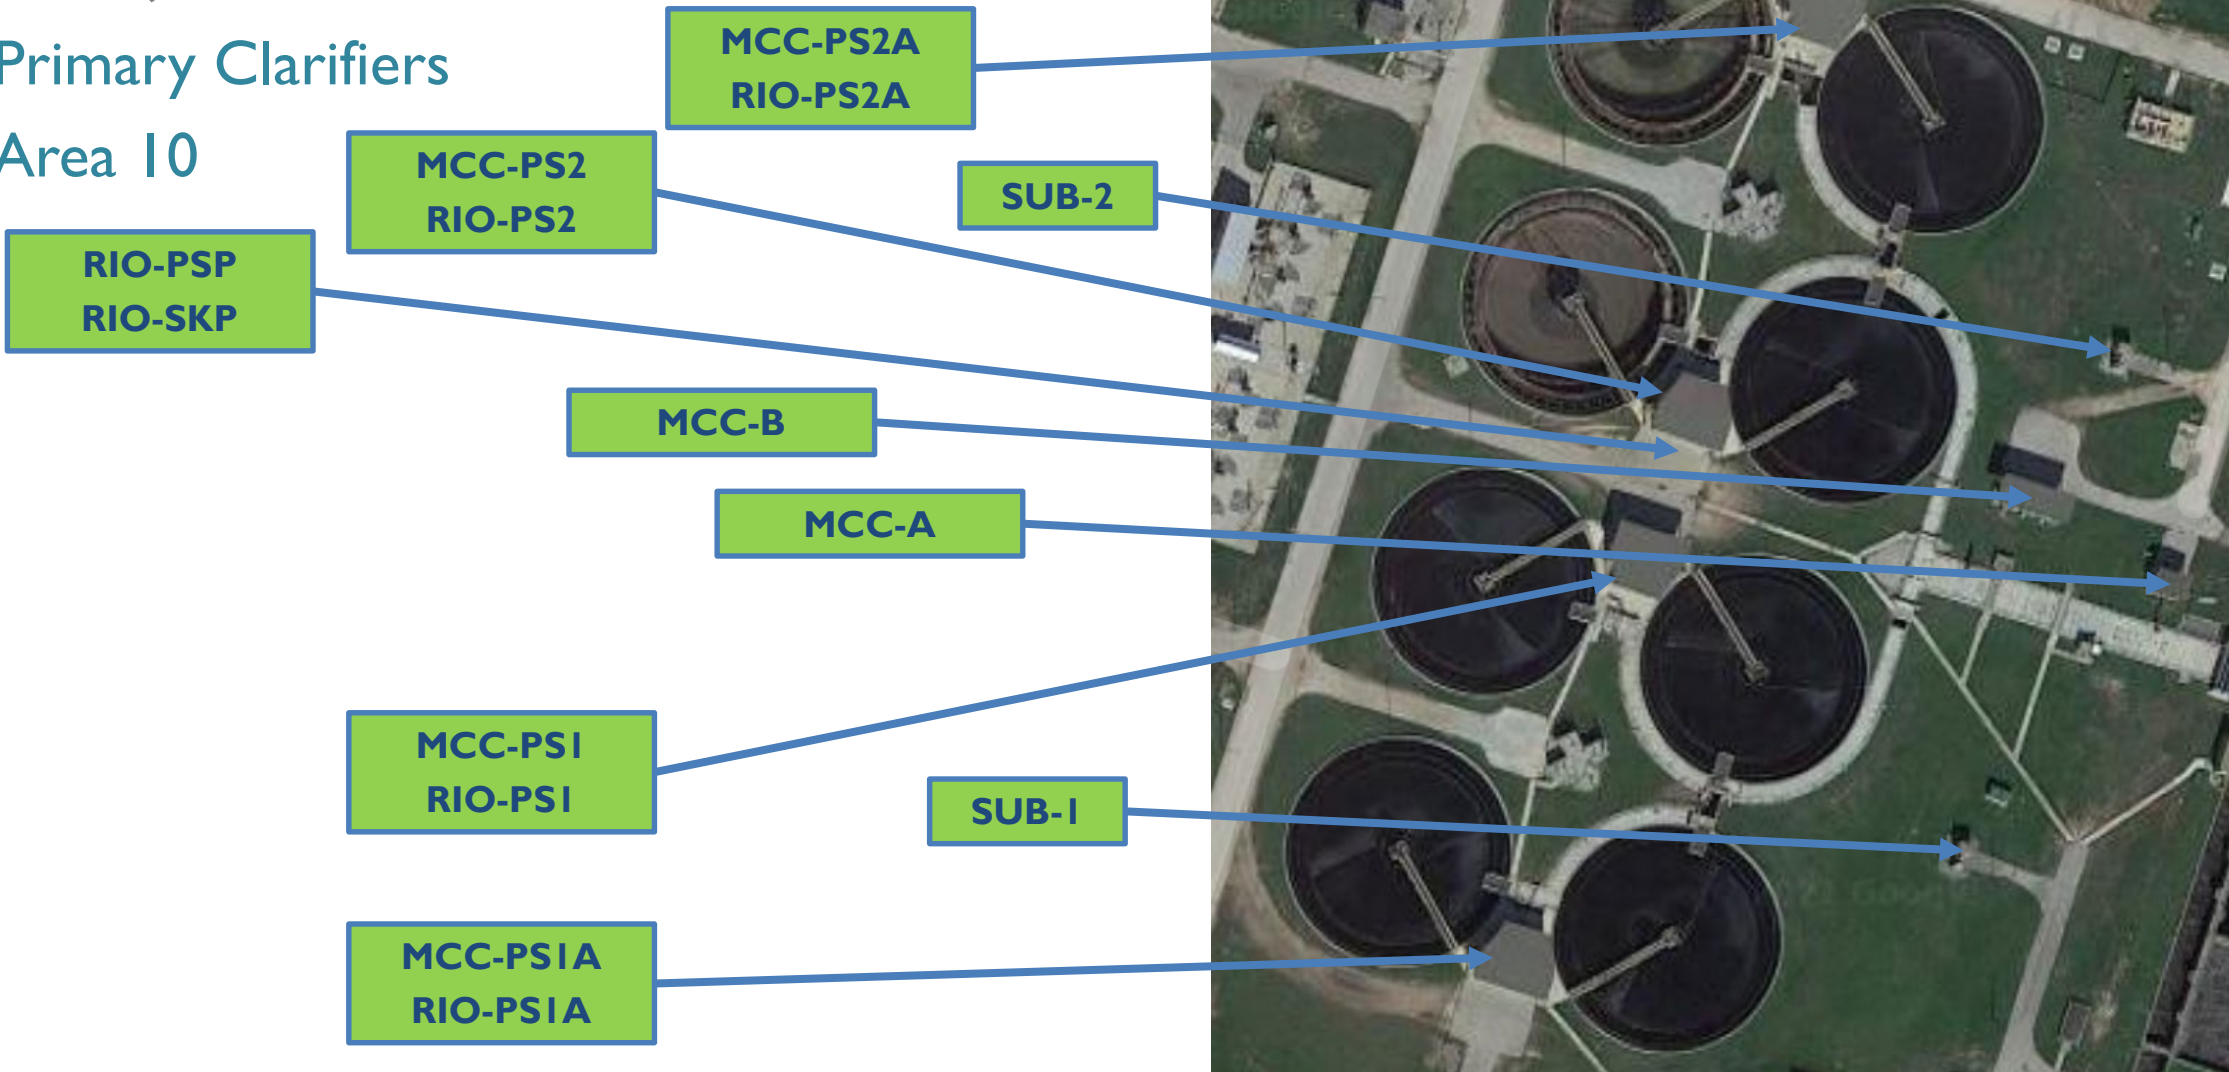 Primary Clarifiers
Area 10
MCC-PS2A
RIO-PS2A
MCC-PS2
RIO-PS2
SUB-2
RIO-PSP
RIO-SKP
MCC-B
MCC-A
MCC-PS1
RIO-PS1
SUB-1
MCC-PS1A
RIO-PS1A